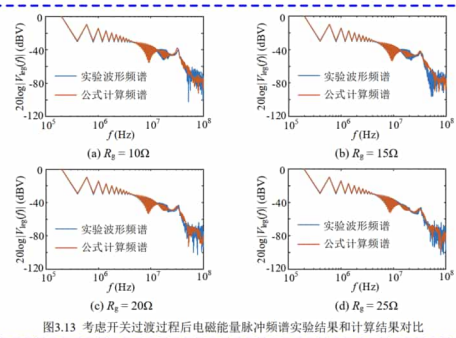 0
-40
-80
-120
20log|Vleg(f)| (dBV)
实验波形频谱
公式计算频谱
10^5 10^6 10^7 10^8
f(Hz)
(a) Rg = 10Ω
0
-40
-80
-120
20log|Vleg(f)| (dBV)
实验波形频谱
公式计算频谱
10^5 10^6 10^7 10^8
f(Hz)
(b) Rg = 15Ω
0
-40
-80
-120
20log|Vleg(f)| (dBV)
实验波形频谱
公式计算频谱
10^5 10^6 10^7 10^8
f(Hz)
(c) Rg = 20Ω
0
-40
-80
-120
20log|Vleg(f)| (dBV)
实验波形频谱
公式计算频谱
10^5 10^6 10^7 10^8
f(Hz)
(d) Rg = 25Ω
图3.13 考虑开关过渡过程后电磁能量脉冲频谱实验结果和计算结果对比